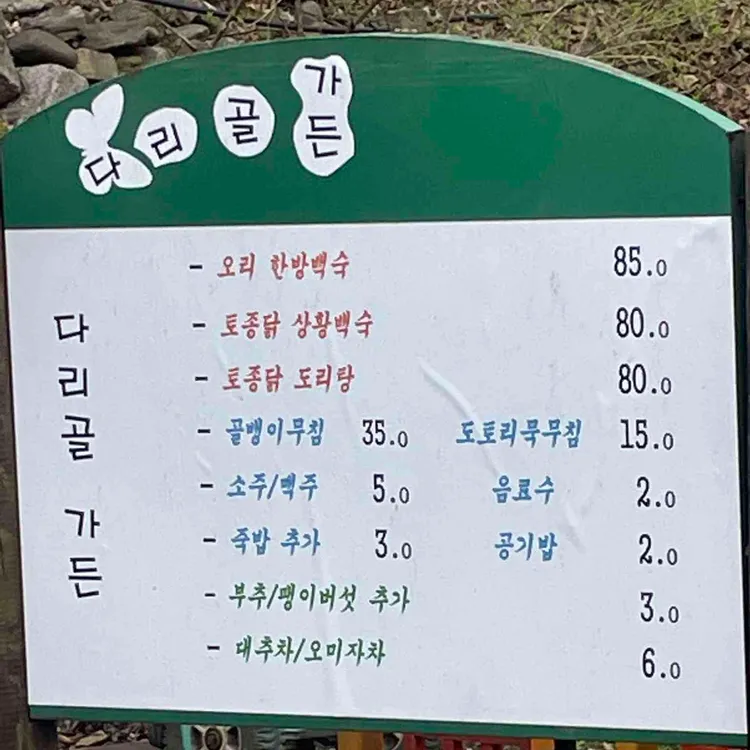 다리골 가든
다리골 가든
- 오리 한방백숙 85.0
- 토종닭 상황백숙 80.0
- 토종닭 도리탕 80.0
- 골뱅이무침 35.0 도토리묵무침 15.0
- 소주/맥주 5.0 음료수 2.0
- 죽밥 추가 3.0 공기밥 2.0
- 부추/팽이버섯 추가 3.0
- 대추차/오미자차 6.0